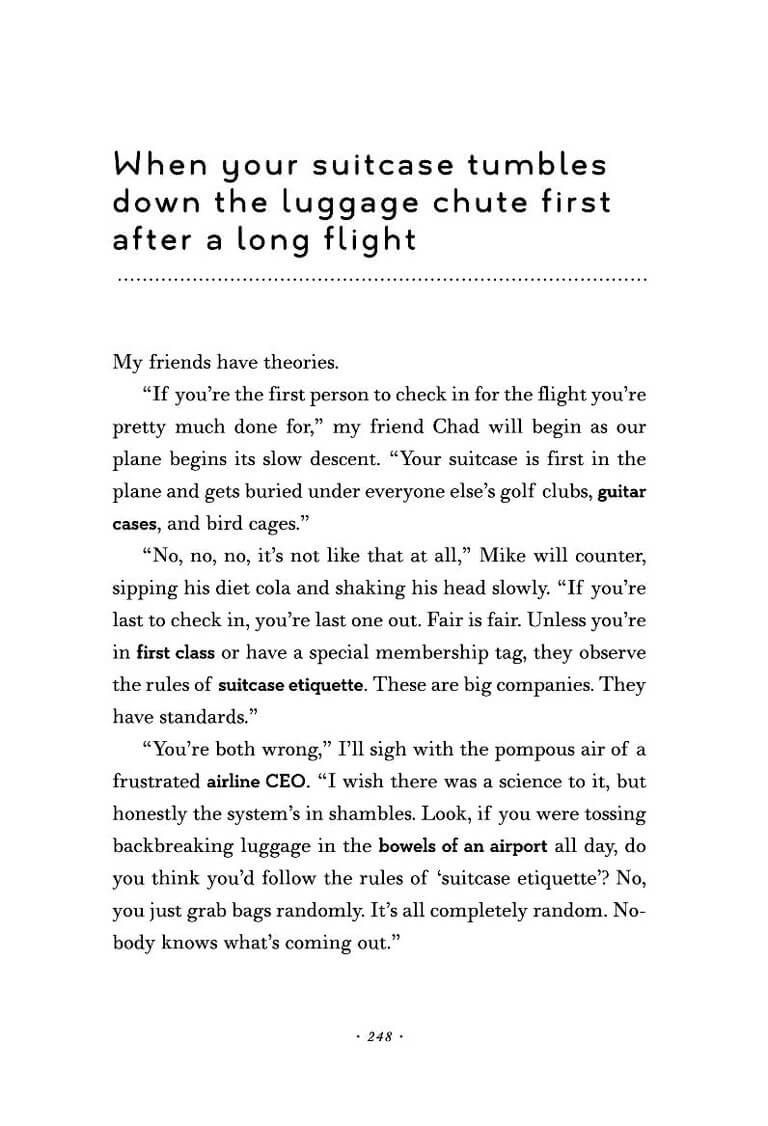 When your suitcase tumbles
down the luggage chute first
after a long flight
My friends have theories.
“If you’re the first person to check in for the flight you’re
pretty much done for,” my friend Chad will begin as our
plane begins its slow descent. “Your suitcase is first in the
plane and gets buried under everyone else’s golf clubs, guitar
cases, and bird cages.”
“No, no, no, it’s not like that at all,” Mike will counter,
sipping his diet cola and shaking his head slowly. “If you’re
last to check in, you’re last one out. Fair is fair. Unless you’re
in first class or have a special membership tag, they observe
the rules of suitcase etiquette. These are big companies. They
have standards.”
“You’re both wrong,” I’ll sigh with the pompous air of a
frustrated airline CEO. “I wish there was a science to it, but
honestly the system’s in shambles. Look, if you were tossing
backbreaking luggage in the bowels of an airport all day, do
you think you’d follow the rules of ‘suitcase etiquette’? No,
you just grab bags randomly. It’s all completely random. No-
body knows what’s coming out.”
· 248 ·